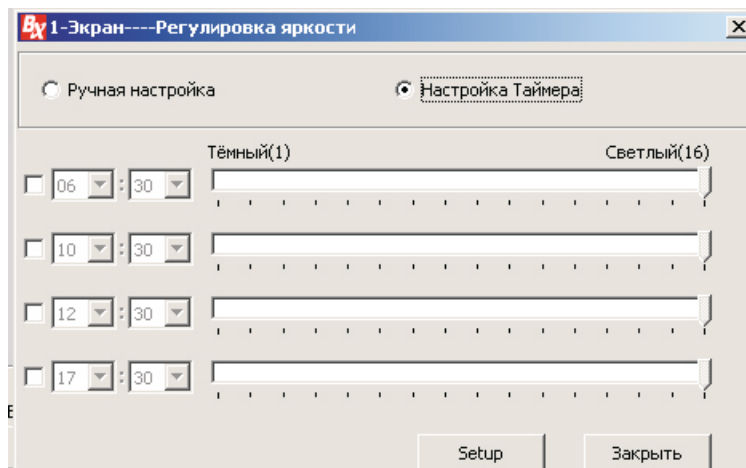 BX 1-Экран----Регулировка яркости
Ручная настройка Настройка Таймера
Тёмный(1) Светлый(16)
06 : 30
10 : 30
12 : 30
17 : 30
Setup Закрыть